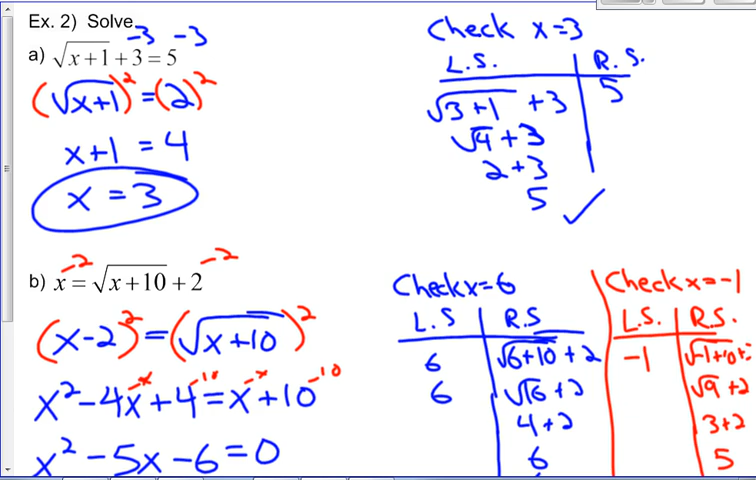 Ex. 2) Solve
-3 -3
a) √x+1 + 3 = 5
(√x+1)² = (2)²
x+1 = 4
x = 3
Check x=3
L.S. R.S.
√3+1 +3 5
√4 +3
2+3
5 ✓
-2 -2
b) x = √x+10 + 2
(x-2)² = (√x+10)²
-x -10 -x -10
x² - 4x + 4 = x + 10
x² - 5x - 6 = 0
Check x=6
L.S R.S
6 √6+10 +2
6 √16 +2
4+2
6
Check x=-1
L.S. R.S.
-1 √-1+10 +
√9 +2
3+2
5